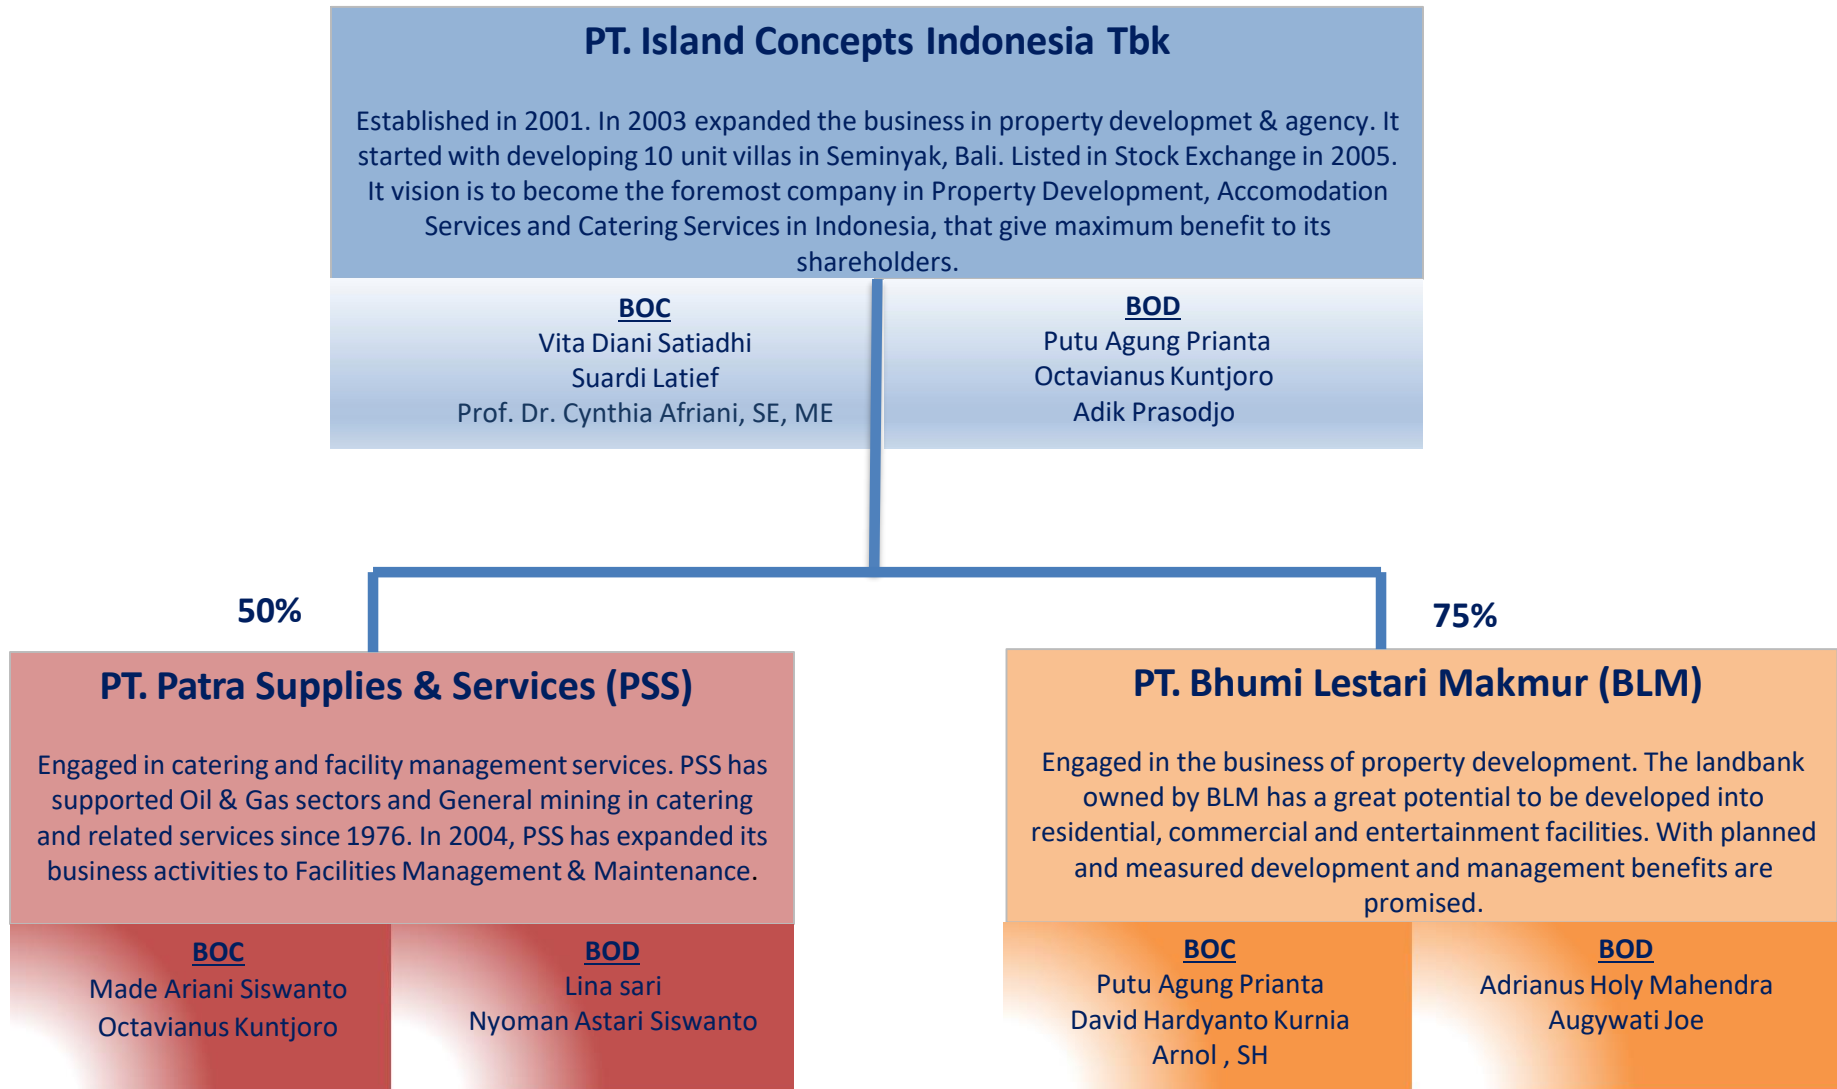 PT. Island Concepts Indonesia Tbk
Established in 2001. In 2003 expanded the business in property developmet & agency. It
started with developing 10 unit villas in Seminyak, Bali. Listed in Stock Exchange in 2005.
It vision is to become the foremost company in Property Development, Accomodation
Services and Catering Services in Indonesia, that give maximum benefit to its
shareholders.
BOC
Vita Diani Satiadhi
Suardi Latief
Prof. Dr. Cynthia Afriani, SE, ME
BOD
Putu Agung Prianta
Octavianus Kuntjoro
Adik Prasodjo
50%
75%
PT. Patra Supplies & Services (PSS)
Engaged in catering and facility management services. PSS has
supported Oil & Gas sectors and General mining in catering
and related services since 1976. In 2004, PSS has expanded its
business activities to Facilities Management & Maintenance.
BOC
Made Ariani Siswanto
Octavianus Kuntjoro
BOD
Lina sari
Nyoman Astari Siswanto
PT. Bhumi Lestari Makmur (BLM)
Engaged in the business of property development. The landbank
owned by BLM has a great potential to be developed into
residential, commercial and entertainment facilities. With planned
and measured development and management benefits are
promised.
BOC
Putu Agung Prianta
David Hardyanto Kurnia
Arnol , SH
BOD
Adrianus Holy Mahendra
Augywati Joe